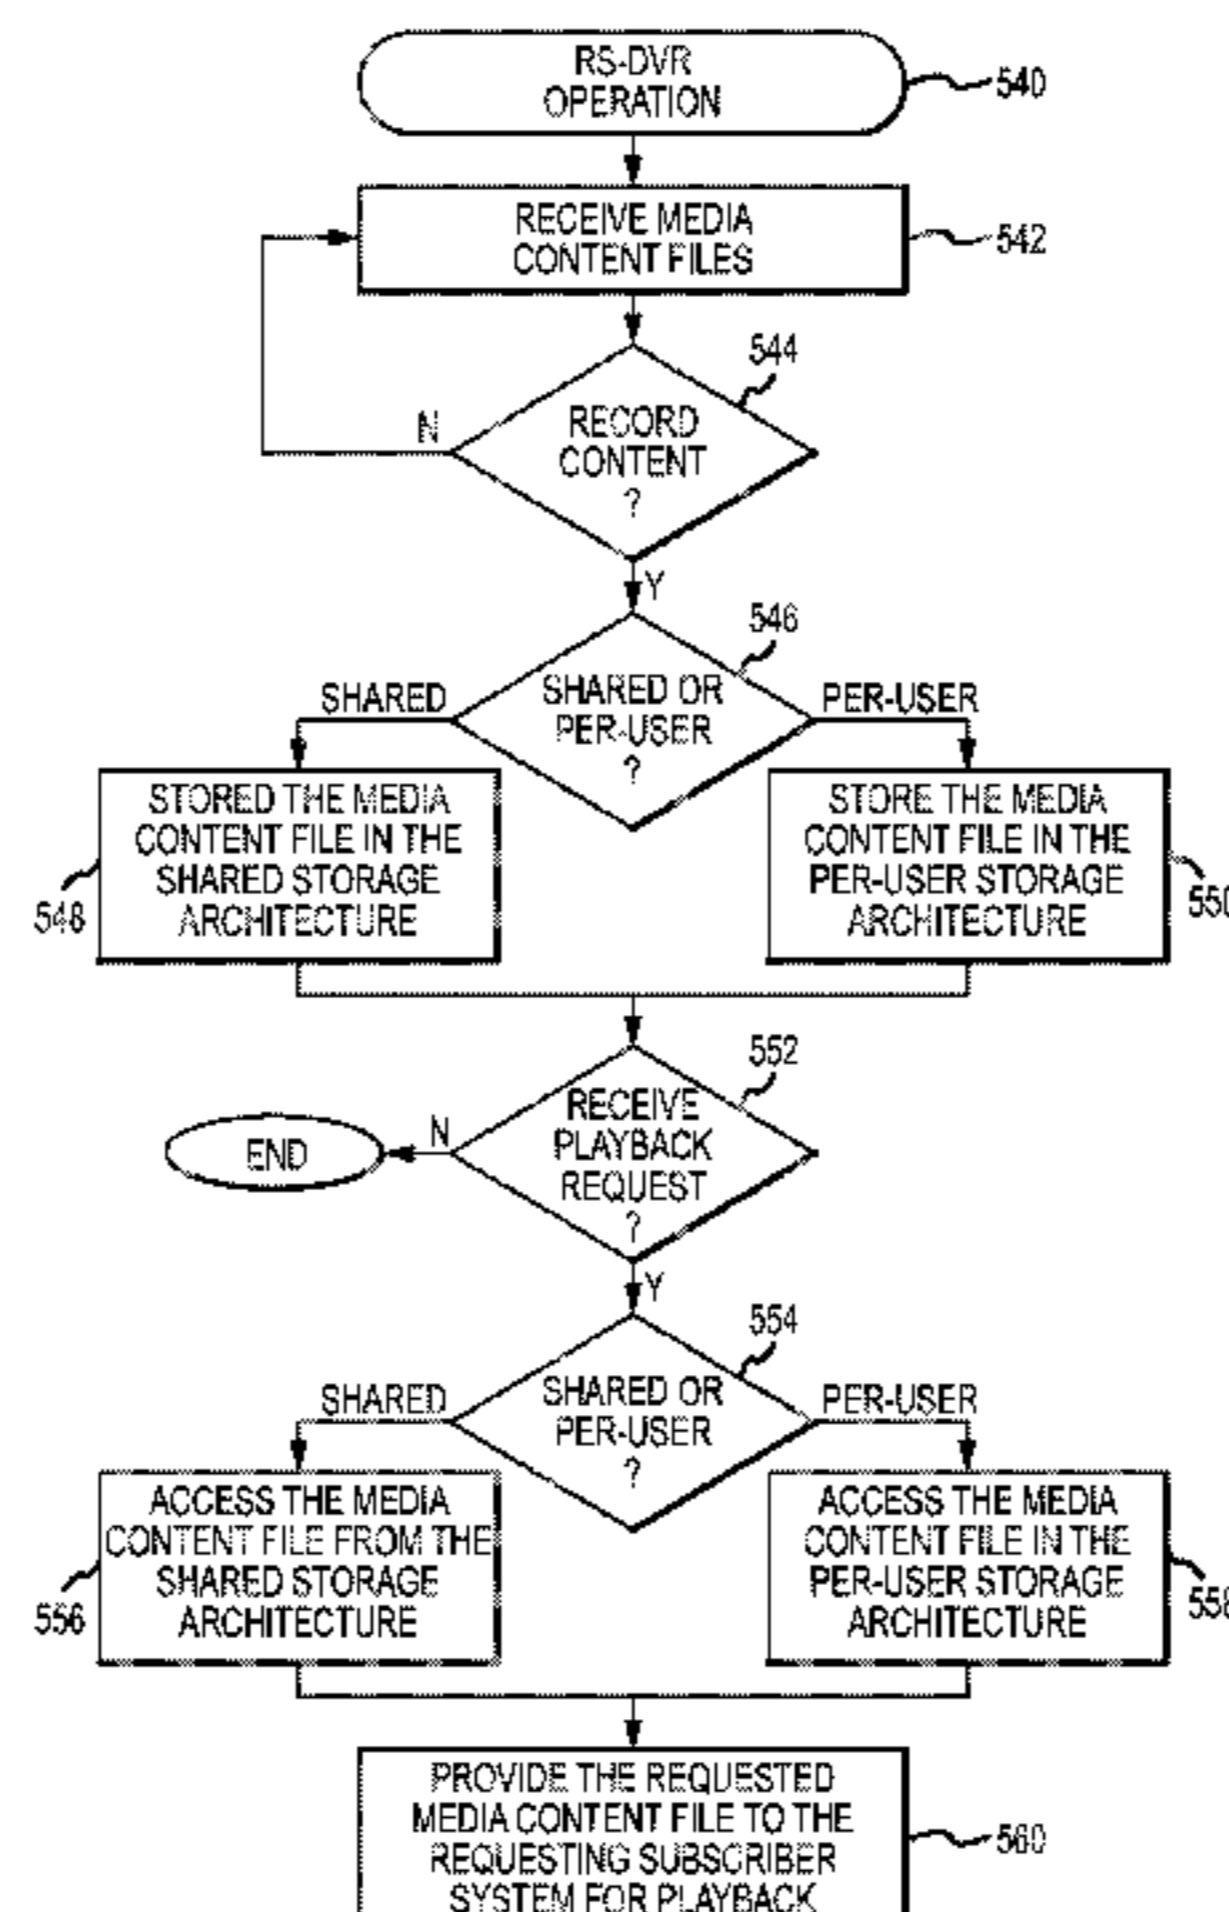 RS-DVR
OPERATION
540
RECEIVE MEDIA
CONTENT FILES
542
544
RECORD
CONTENT
?
N
Y
546
SHARED OR
PER-USER
?
SHARED
PER-USER
STORED THE MEDIA
CONTENT FILE IN THE
SHARED STORAGE
ARCHITECTURE
548
STORE THE MEDIA
CONTENT FILE IN THE
PER-USER STORAGE
ARCHITECTURE
550
552
RECEIVE
PLAYBACK
REQUEST
?
N
END
Y
554
SHARED OR
PER-USER
?
SHARED
PER-USER
ACCESS THE MEDIA
CONTENT FILE FROM THE
SHARED STORAGE
ARCHITECTURE
556
ACCESS THE MEDIA
CONTENT FILE IN THE
PER-USER STORAGE
ARCHITECTURE
558
PROVIDE THE REQUESTED
MEDIA CONTENT FILE TO THE
REQUESTING SUBSCRIBER
SYSTEM FOR PLAYBACK
560